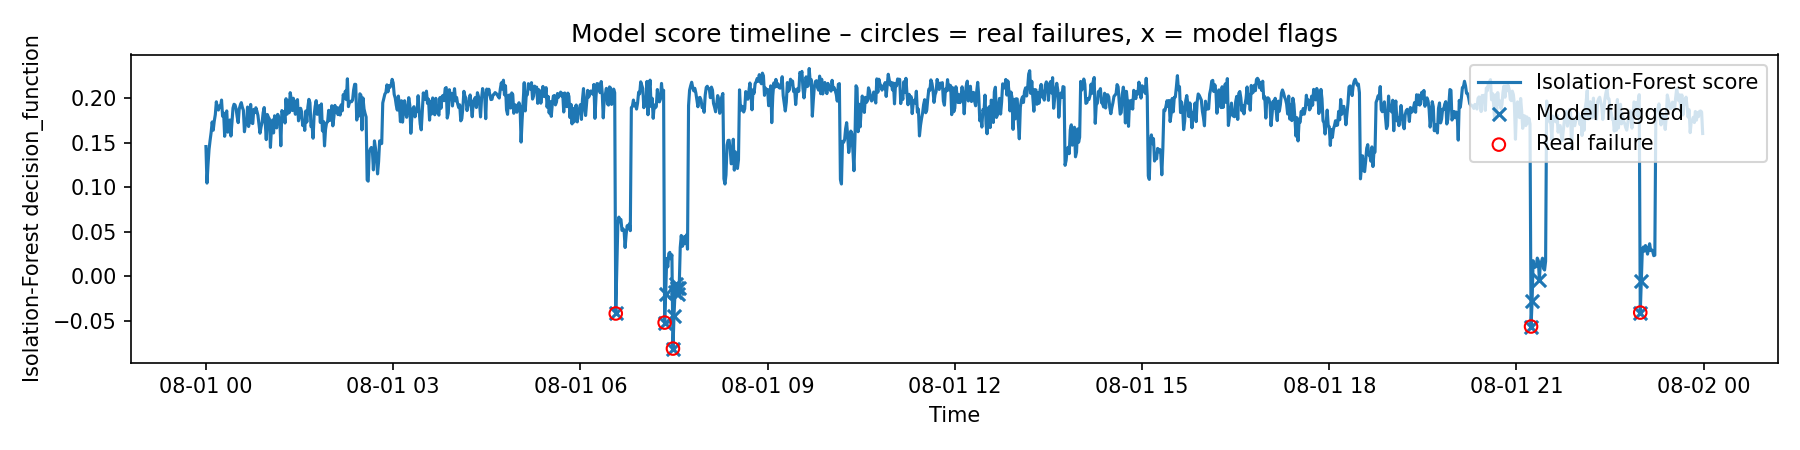 Model score timeline – circles = real failures, x = model flags
Isolation-Forest decision_function
0.20
0.15
0.10
0.05
0.00
−0.05
Isolation-Forest score
Model flagged
Real failure
08-01 00 08-01 03 08-01 06 08-01 09 08-01 12 08-01 15 08-01 18 08-01 21 08-02 00
Time